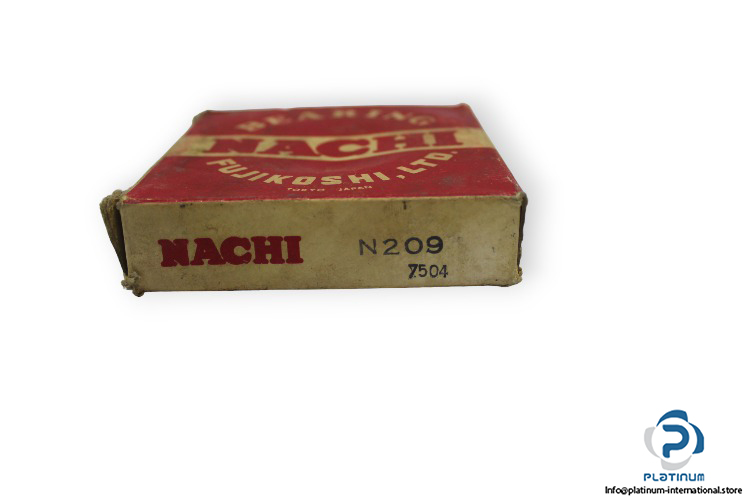 BEARING
NACHI
FUJIKOSHI, LTD.
TOKYO JAPAN
NACHI N209
7504
PLATINUM
Info@platinum-international.store